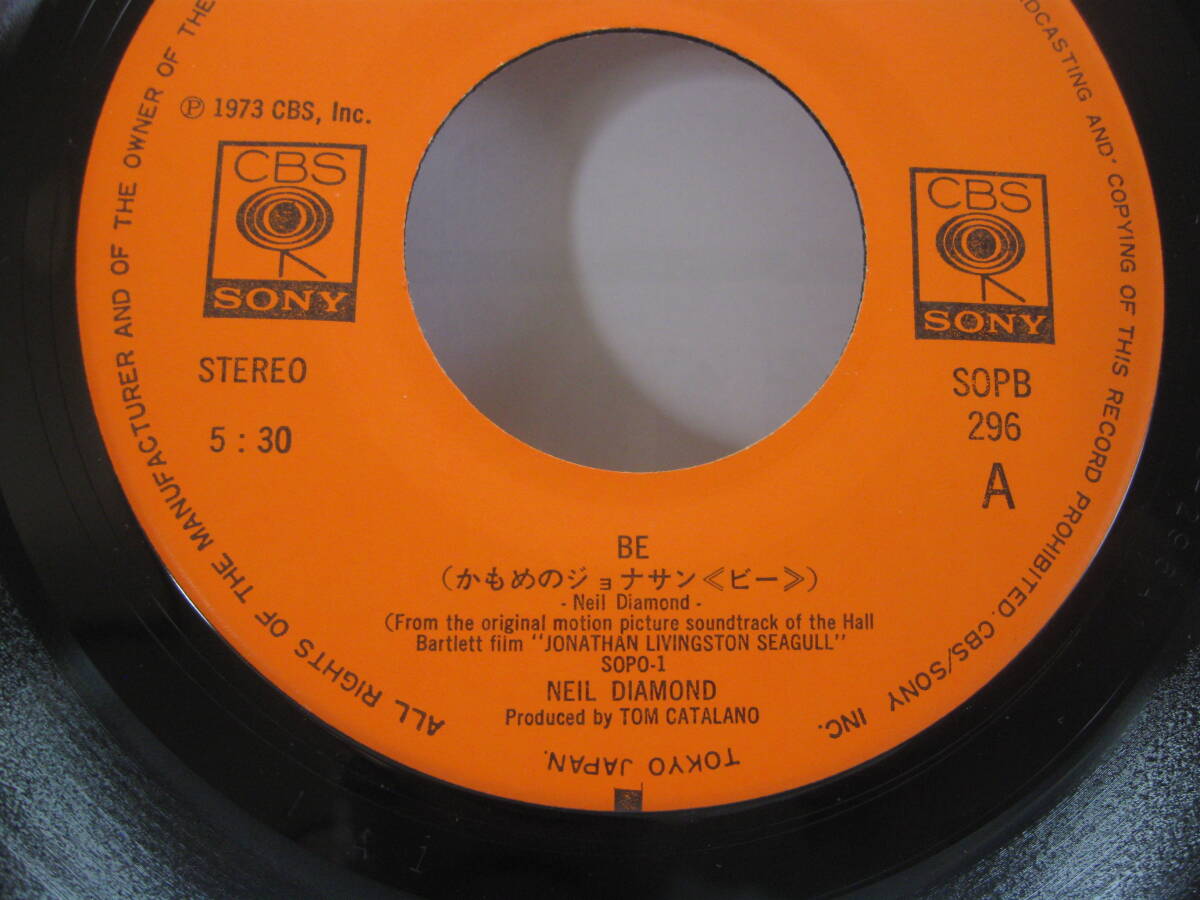 ℗ 1973 CBS, Inc.
CBS
SONY
CBS
SONY
STEREO
5 : 30
SOPB
296
A
BE
(かもめのジョナサン《ビー》)
- Neil Diamond -
(From the original motion picture soundtrack of the Hall
Bartlett film "JONATHAN LIVINGSTON SEAGULL"
SOPO-1
NEIL DIAMOND
Produced by TOM CATALANO
ALL RIGHTS OF THE MANUFACTURER AND OF THE OWNER OF THE
AND COPYING OF THIS RECORD PROHIBITED. CBS/SONY INC.
TOKYO JAPAN.